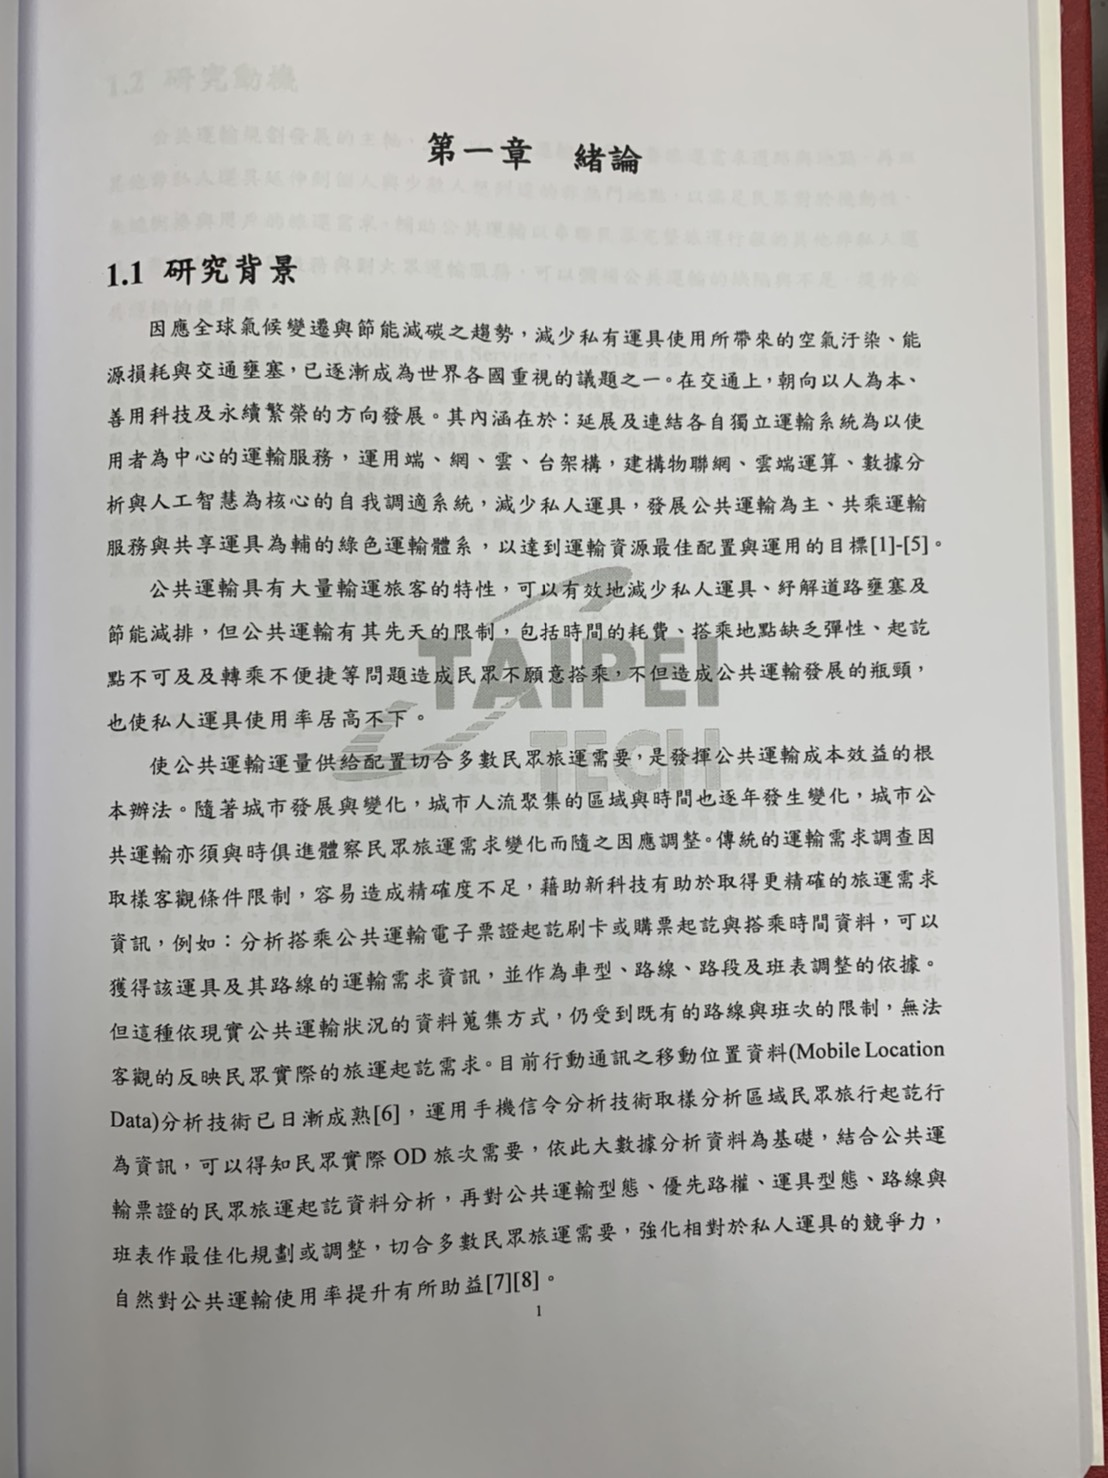 第一章 緒論
1.1 研究背景
因應全球氣候變遷與節能減碳之趨勢，減少私有運具使用所帶來的空氣汙染、能
源損耗與交通壅塞，已逐漸成為世界各國重視的議題之一。在交通上，朝向以人為本、
善用科技及永續繁榮的方向發展。其內涵在於：延展及連結各自獨立運輸系統為以使
用者為中心的運輸服務，運用端、網、雲、台架構，建構物聯網、雲端運算、數據分
析與人工智慧為核心的自我調適系統，減少私人運具，發展公共運輸為主、共乘運輸
服務與共享運具為輔的綠色運輸體系，以達到運輸資源最佳配置與運用的目標[1]-[5]。
公共運輸具有大量輸運旅客的特性，可以有效地減少私人運具、紓解道路壅塞及
節能減排，但公共運輸有其先天的限制，包括時間的耗費、搭乘地點缺乏彈性、起訖
點不可及及轉乘不便捷等問題造成民眾不願意搭乘，不但造成公共運輸發展的瓶頸，
也使私人運具使用率居高不下。
TAIPEI
TECH
使公共運輸運量供給配置切合多數民眾旅運需要，是發揮公共運輸成本效益的根
本辦法。隨著城市發展與變化，城市人流聚集的區域與時間也逐年發生變化，城市公
共運輸亦須與時俱進體察民眾旅運需求變化而隨之因應調整。傳統的運輸需求調查因
取樣客觀條件限制，容易造成精確度不足，藉助新科技有助於取得更精確的旅運需求
資訊，例如：分析搭乘公共運輸電子票證起訖刷卡或購票起訖與搭乘時間資料，可以
獲得該運具及其路線的運輸需求資訊，並作為車型、路線、路段及班表調整的依據。
但這種依現實公共運輸狀況的資料蒐集方式，仍受到既有的路線與班次的限制，無法
客觀的反映民眾實際的旅運起訖需求。目前行動通訊之移動位置資料(Mobile Location
Data)分析技術已日漸成熟[6]，運用手機信令分析技術取樣分析區域民眾旅行起訖行
為資訊，可以得知民眾實際 OD 旅次需要，依此大數據分析資料為基礎，結合公共運
輸票證的民眾旅運起訖資料分析，再對公共運輸型態、優先路權、運具型態、路線與
班表作最佳化規劃或調整，切合多數民眾旅運需要，強化相對於私人運具的競爭力，
自然對公共運輸使用率提升有所助益[7][8]。
1